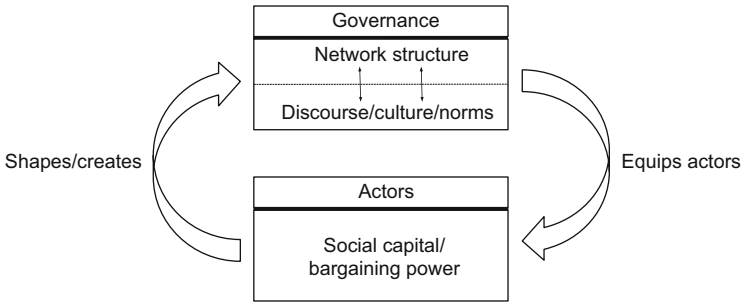 Governance
Network structure
Discourse/culture/norms
Shapes/creates
Equips actors
Actors
Social capital/
bargaining power